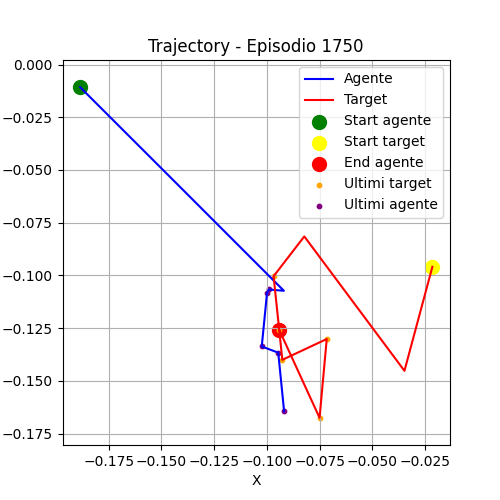 Trajectory - Episodio 1750
Agente
Target
Start agente
Start target
End agente
Ultimi target
Ultimi agente
0.000
−0.025
−0.050
−0.075
−0.100
−0.125
−0.150
−0.175
−0.175 −0.150 −0.125 −0.100 −0.075 −0.050 −0.025
X